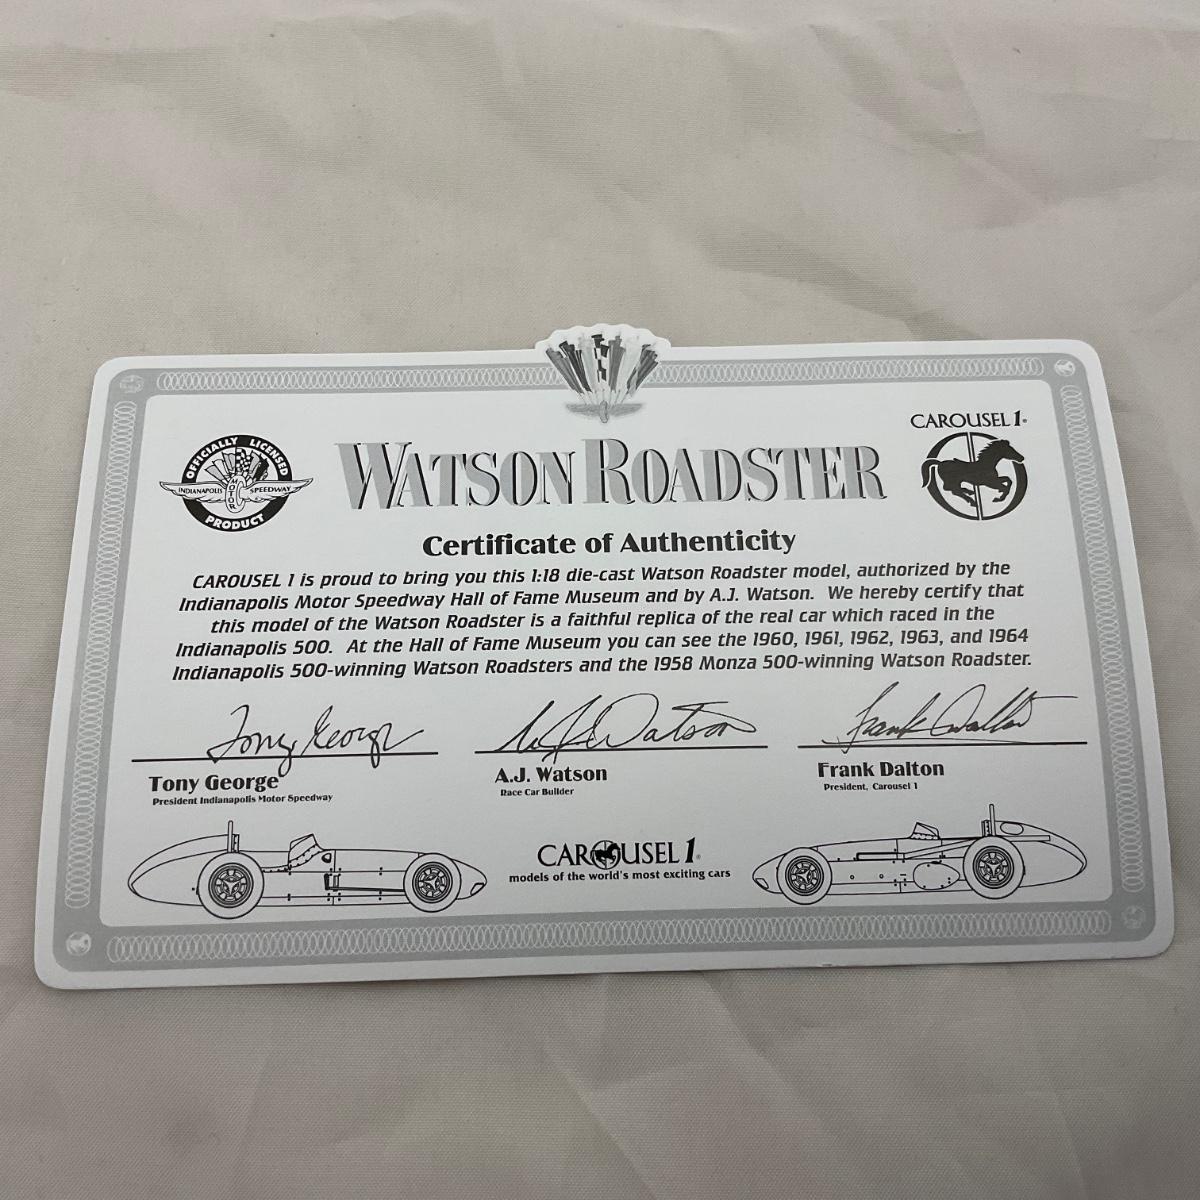 CAROUSEL 1®
OFFICIALLY LICENSED
INDIANAPOLIS MOTOR SPEEDWAY
PRODUCT
WATSON ROADSTER
Certificate of Authenticity
CAROUSEL 1 is proud to bring you this 1:18 die-cast Watson Roadster model, authorized by the
Indianapolis Motor Speedway Hall of Fame Museum and by A.J. Watson. We hereby certify that
this model of the Watson Roadster is a faithful replica of the real car which raced in the
Indianapolis 500. At the Hall of Fame Museum you can see the 1960, 1961, 1962, 1963, and 1964
Indianapolis 500-winning Watson Roadsters and the 1958 Monza 500-winning Watson Roadster.
Tony George
A.J. Watson
Frank Dalton
Tony George
President Indianapolis Motor Speedway
A.J. Watson
Race Car Builder
Frank Dalton
President, Carousel 1
CAROUSEL 1®
models of the world's most exciting cars